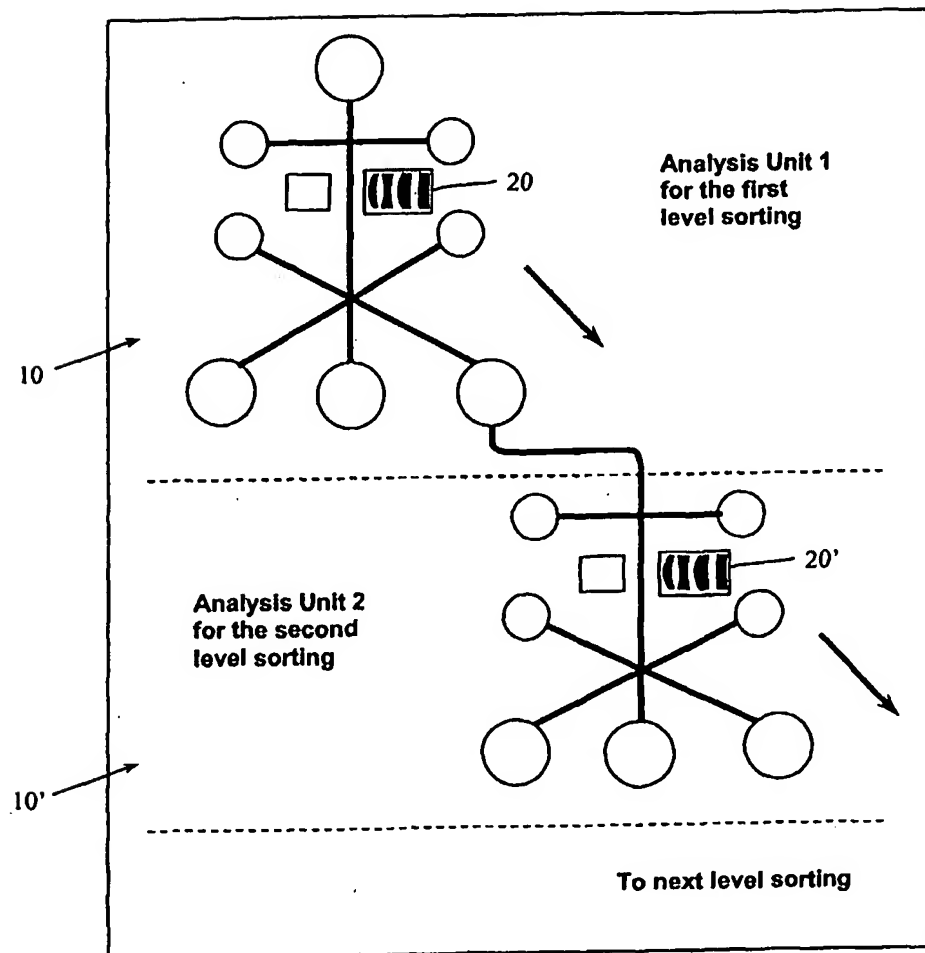 20
Analysis Unit 1
for the first
level sorting
10
20'
Analysis Unit 2
for the second
level sorting
10'
To next level sorting